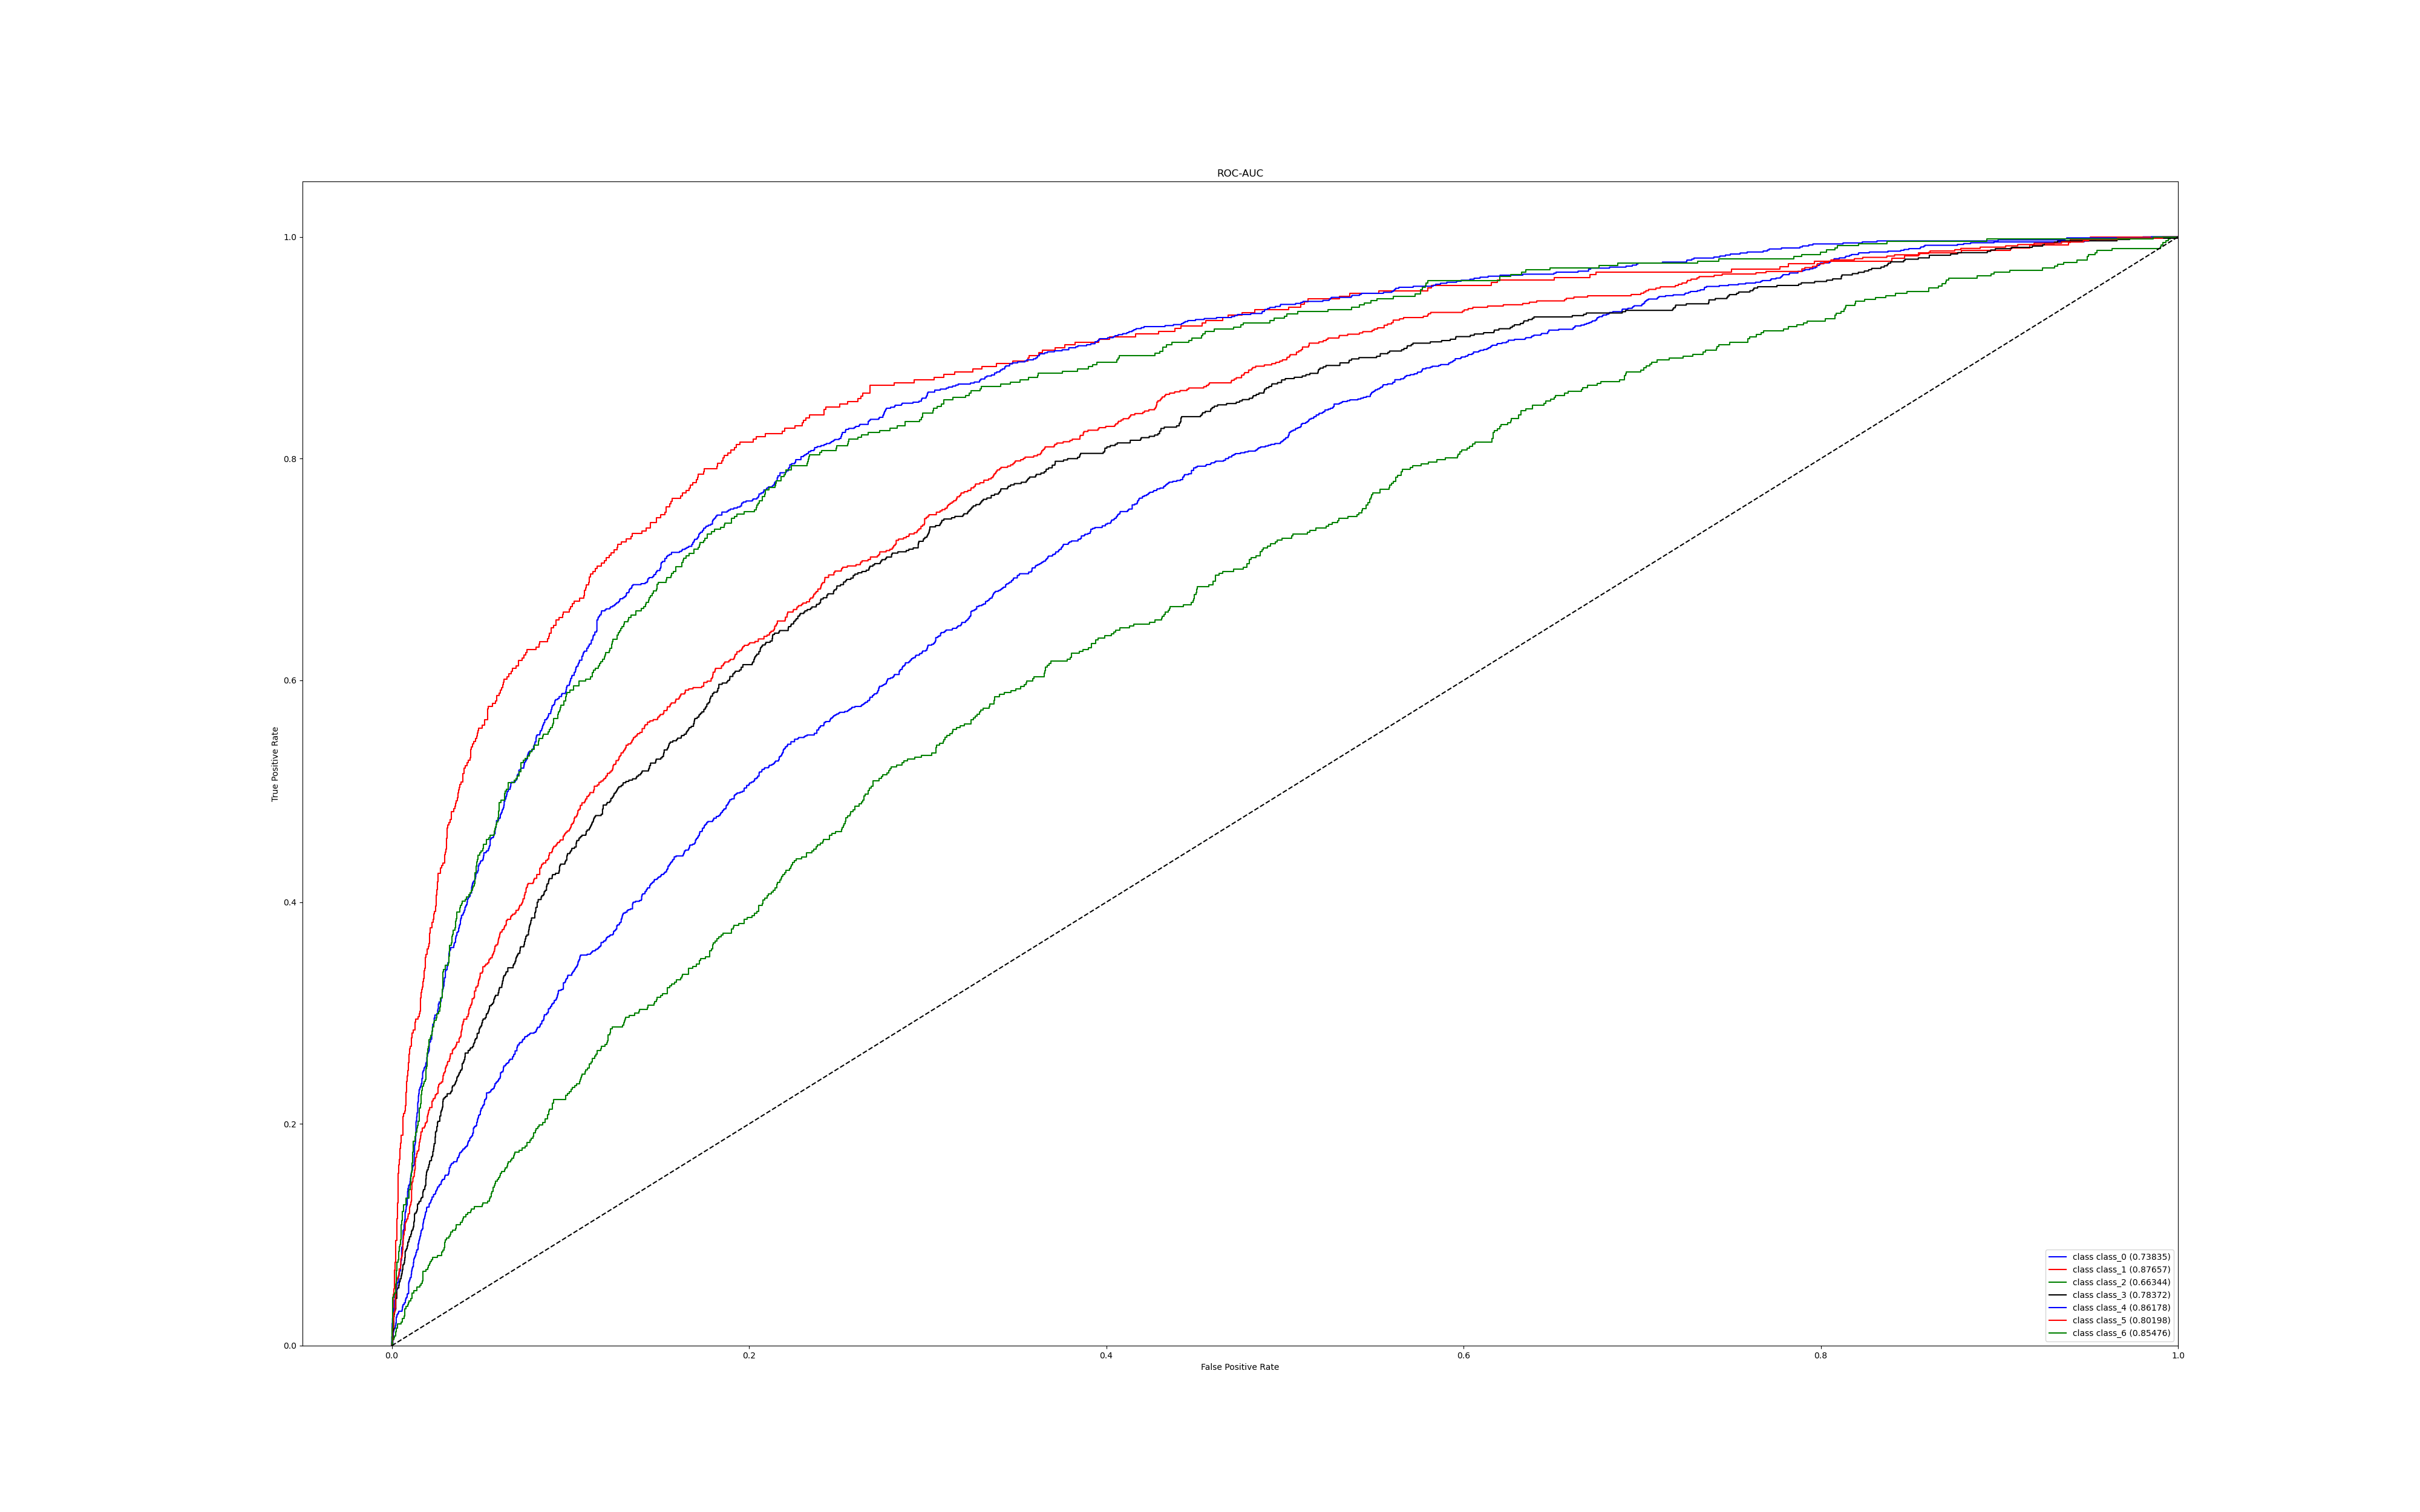 ROC-AUC
1.0
0.8
0.6
0.4
0.2
0.0
True Positive Rate
0.0 0.2 0.4 0.6 0.8 1.0
False Positive Rate
class class_0 (0.73835)
class class_1 (0.87657)
class class_2 (0.66344)
class class_3 (0.78372)
class class_4 (0.86178)
class class_5 (0.80198)
class class_6 (0.85476)